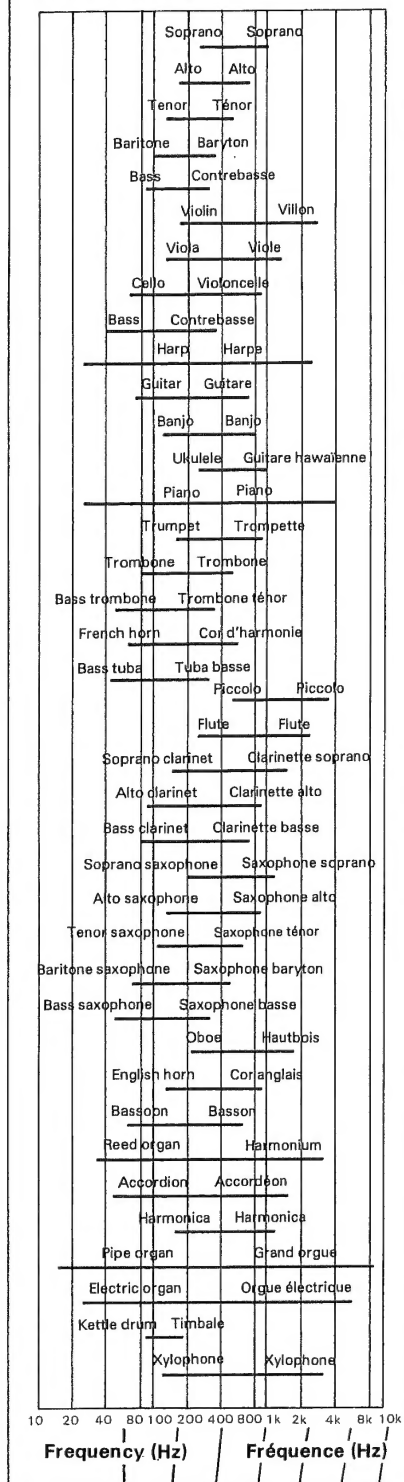 Soprano Soprano
Alto Alto
Tenor Ténor
Baritone Baryton
Bass Contrebasse
Violin Villon
Viola Viole
Cello Violoncelle
Bass Contrebasse
Harp Harpe
Guitar Guitare
Banjo Banjo
Ukulele Guitare hawaïenne
Piano Piano
Trumpet Trompette
Trombone Trombone
Bass trombone Trombone ténor
French horn Cor d'harmonie
Bass tuba Tuba basse
Piccolo Piccolo
Flute Flute
Soprano clarinet Clarinette soprano
Alto clarinet Clarinette alto
Bass clarinet Clarinette basse
Soprano saxophone Saxophone soprano
Alto saxophone Saxophone alto
Tenor saxophone Saxophone ténor
Baritone saxophone Saxophone baryton
Bass saxophone Saxophone basse
Oboe Hautbois
English horn Cor anglais
Bassoon Basson
Reed organ Harmonium
Accordion Accordéon
Harmonica Harmonica
Pipe organ Grand orgue
Electric organ Orgue électrique
Kettle drum Timbale
Xylophone Xylophone
10 20 40 80 100 200 400 800 1k 2k 4k 8k 10k
Frequency (Hz) Fréquence (Hz)